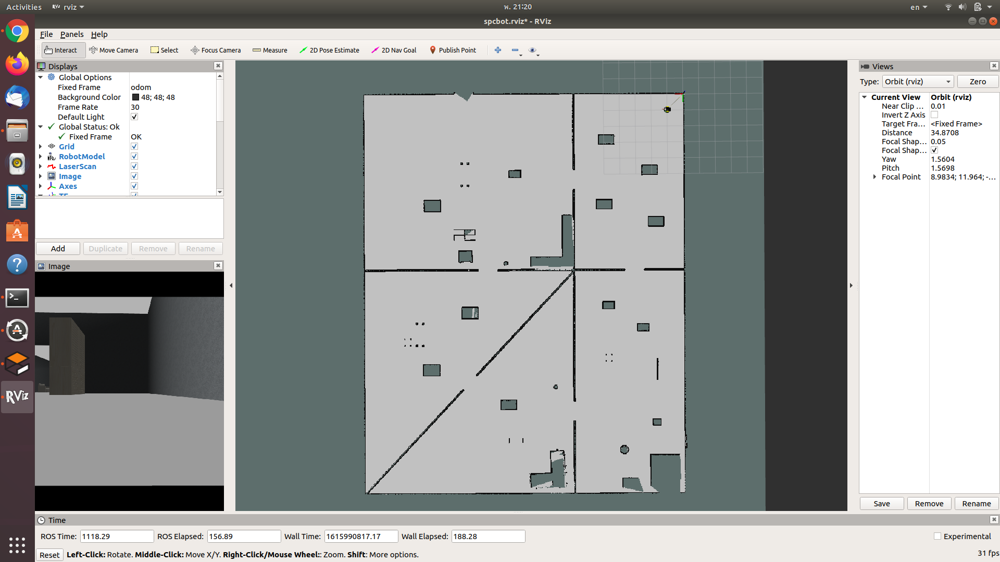 Activities
rviz
พ. 21:20
en
spcbot.rviz* - RViz
File Panels Help
Interact
Move Camera
Select
Focus Camera
Measure
2D Pose Estimate
2D Nav Goal
Publish Point
Displays
Global Options
Fixed Frame odom
Background Color 48; 48; 48
Frame Rate 30
Default Light
Global Status: Ok
Fixed Frame OK
Grid
RobotModel
LaserScan
Image
Axes
TF
Add Duplicate Remove Rename
Image
RViz
Views
Type: Orbit (rviz) Zero
Current View Orbit (rviz)
Near Clip ... 0.01
Invert Z Axis
Target Fra... <Fixed Frame>
Distance 34.8708
Focal Shap... 0.05
Focal Shap...
Yaw 1.5604
Pitch 1.5698
Focal Point 8.9834; 11.964; -...
Save Remove Rename
Time
ROS Time: 1118.29 ROS Elapsed: 156.89 Wall Time: 1615990817.17 Wall Elapsed: 188.28
Experimental
Reset Left-Click: Rotate. Middle-Click: Move X/Y. Right-Click/Mouse Wheel:: Zoom. Shift: More options.
31 fps